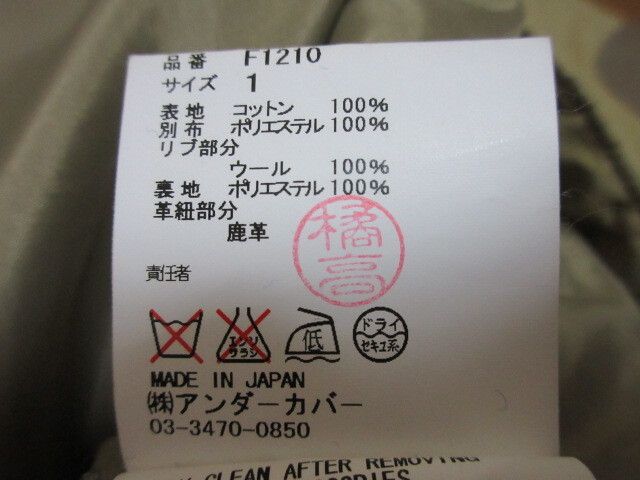 品番 F1210
サイズ 1
表地 コットン 100%
別布 ポリエステル 100%
リブ部分
ウール 100%
裏地 ポリエステル 100%
革紐部分
鹿革
橘高
責任者
エンソ サラシ 低 ドライ セキユ系
MADE IN JAPAN
㈱アンダーカバー
03-3470-0850
CLEAN AFTER REMOVING